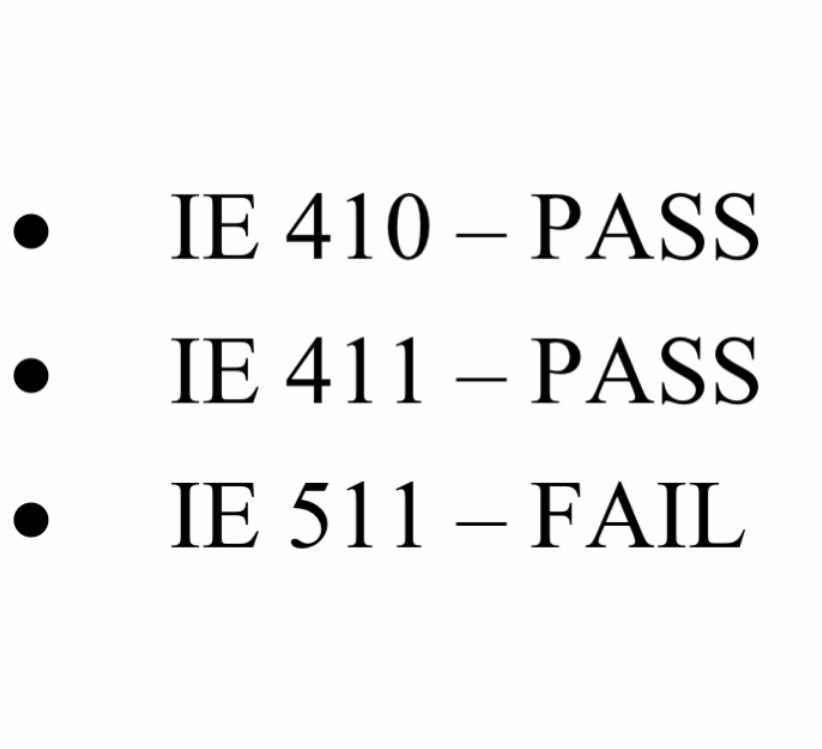 • IE 410 – PASS
• IE 411 – PASS
• IE 511 – FAIL